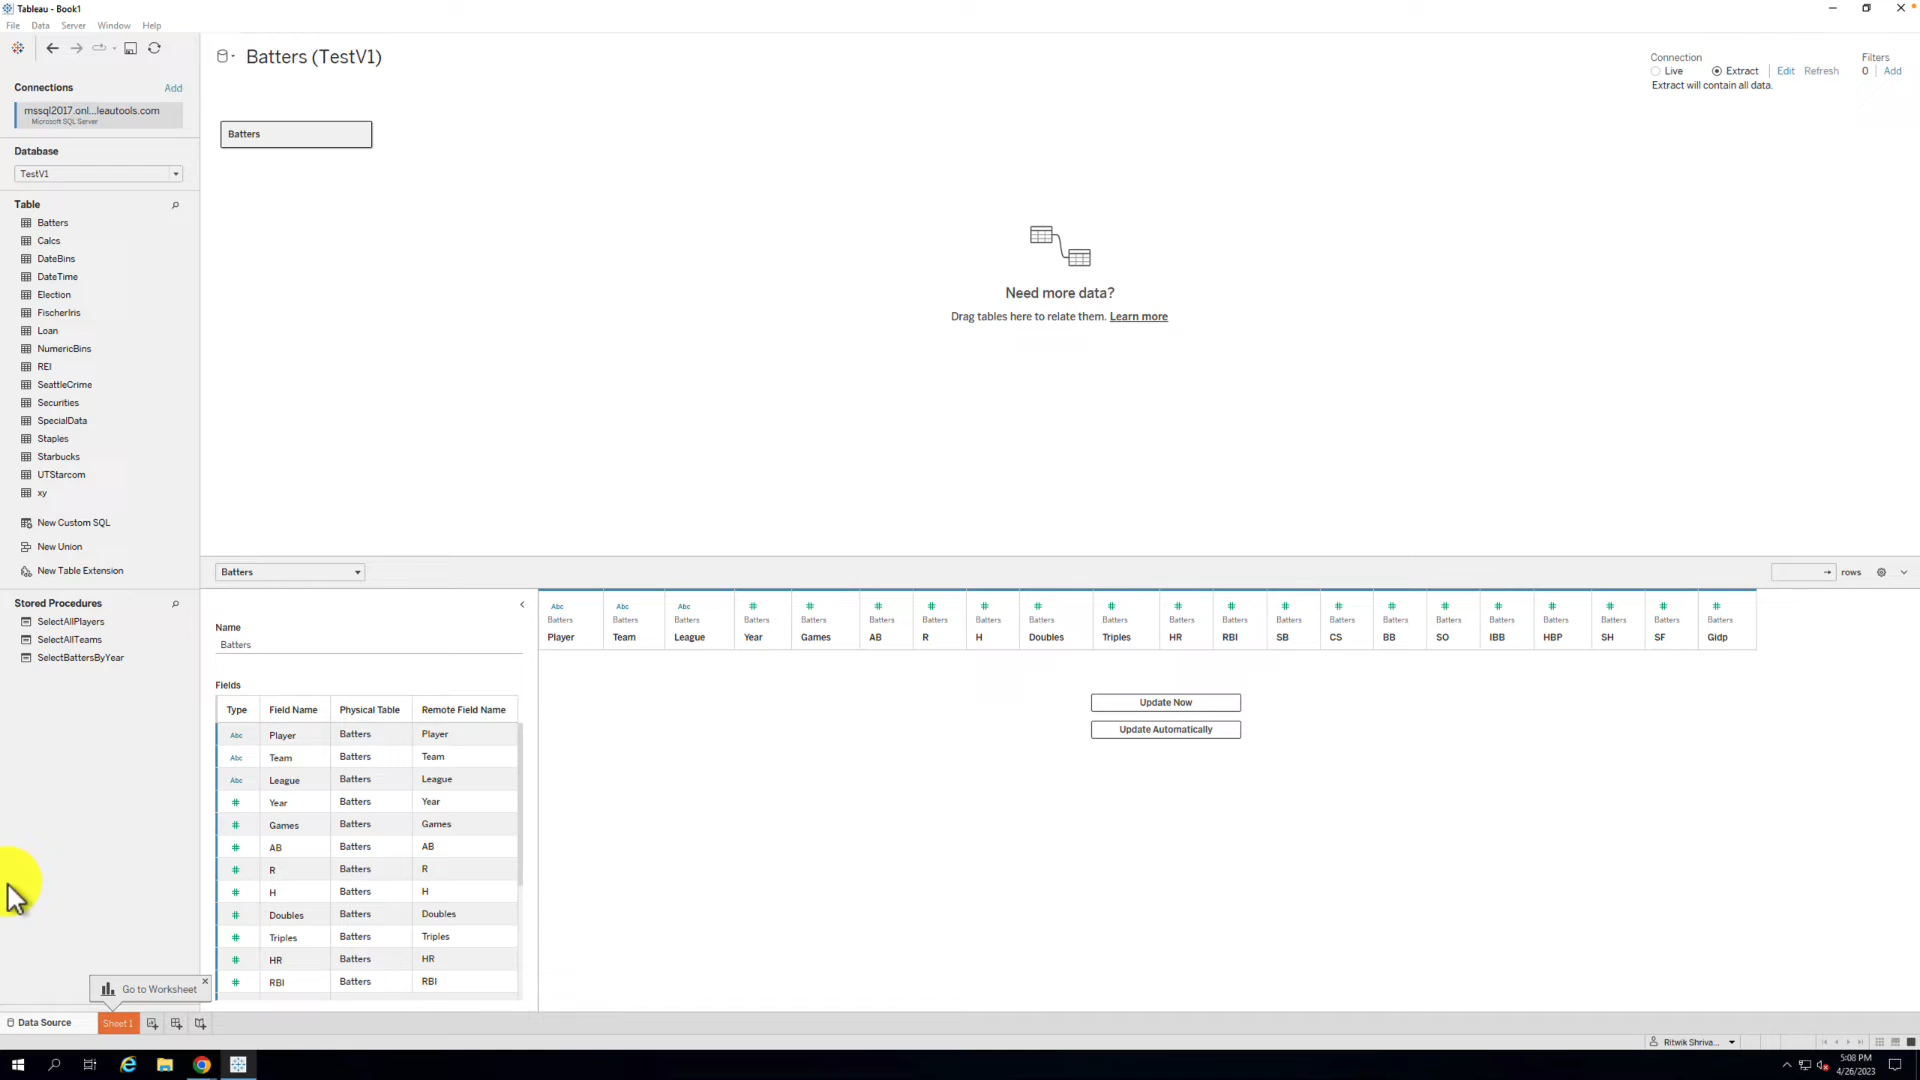 Tableau - Book1
File Data Server Window Help
Connections Add
mssql2017.onl...leautools.com
Microsoft SQL Server
Database
TestV1
Table
Batters
Calcs
DateBins
DateTime
Election
FischerIris
Loan
NumericBins
REI
SeattleCrime
Securities
SpecialData
Staples
Starbucks
UTStarcom
xy
New Custom SQL
New Union
New Table Extension
Stored Procedures
SelectAllPlayers
SelectAllTeams
SelectBattersByYear
Batters (TestV1)
Connection
Live Extract Edit Refresh
Extract will contain all data.
Filters
0 Add
Batters
Need more data?
Drag tables here to relate them. Learn more
Batters
rows
Name
Batters
Fields
Type Field Name Physical Table Remote Field Name
Abc Player Batters Player
Abc Team Batters Team
Abc League Batters League
# Year Batters Year
# Games Batters Games
# AB Batters AB
# R Batters R
# H Batters H
# Doubles Batters Doubles
# Triples Batters Triples
# HR Batters HR
# RBI Batters RBI
Abc Abc Abc # # # # # # # # # # # # # # # # # #
Batters Batters Batters Batters Batters Batters Batters Batters Batters Batters Batters Batters Batters Batters Batters Batters Batters Batters Batters Batters Batters
Player Team League Year Games AB R H Doubles Triples HR RBI SB CS BB SO IBB HBP SH SF Gidp
Update Now
Update Automatically
Go to Worksheet
Data Source Sheet 1
Ritwik Shriva...
5:08 PM
4/26/2023